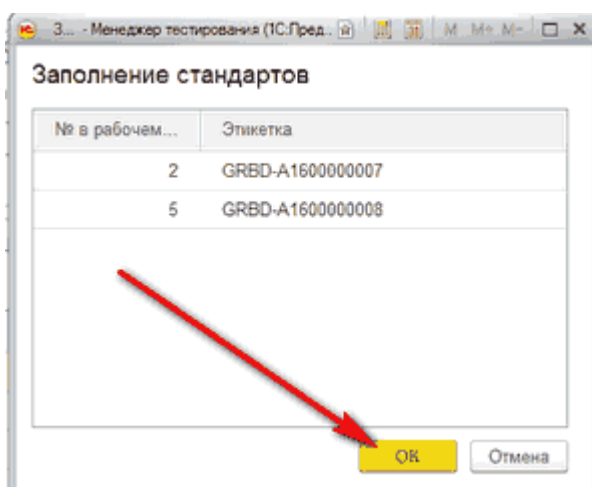 З... - Менеджер тестирования (1С:Пред... M M+ M-
Заполнение стандартов
№ в рабочем... Этикетка
2 GRBD-A1600000007
5 GRBD-A1600000008
ОК Отмена